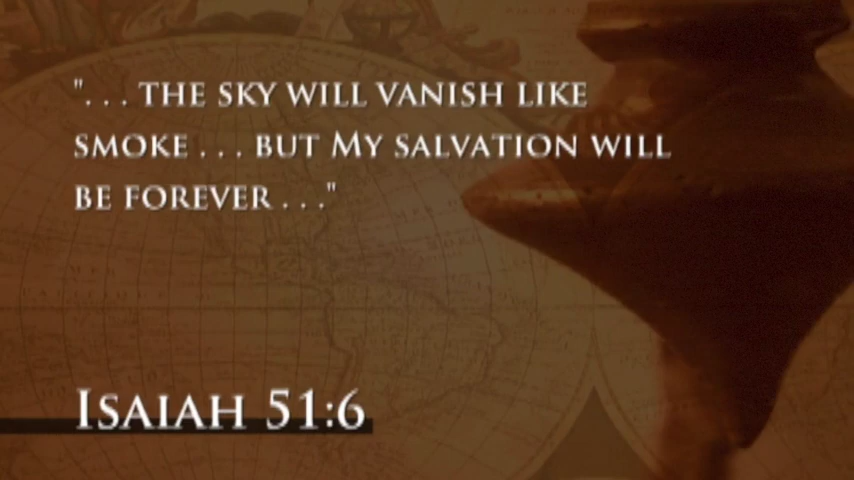 ". . . THE SKY WILL VANISH LIKE
SMOKE . . . BUT MY SALVATION WILL
BE FOREVER . . ."
ISAIAH 51:6